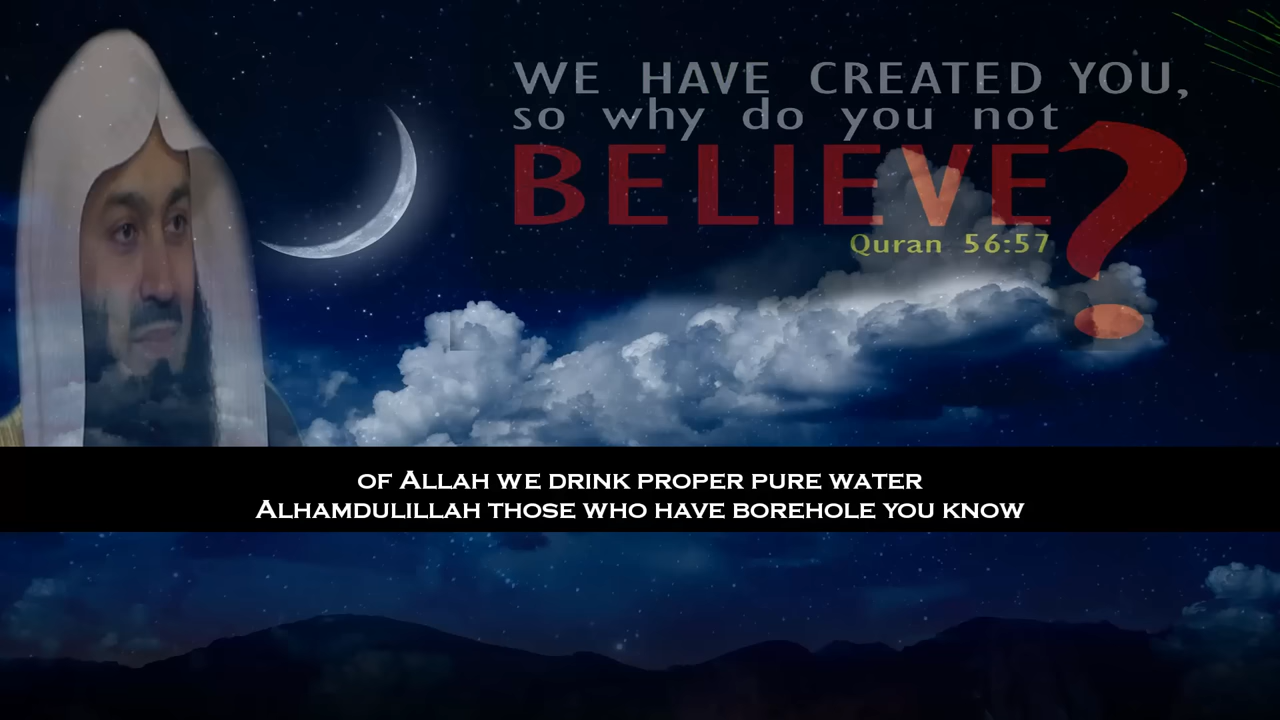 WE HAVE CREATED YOU,
so why do you not
BELIEVE?
Quran 56:57
OF ALLAH WE DRINK PROPER PURE WATER
ALHAMDULILLAH THOSE WHO HAVE BOREHOLE YOU KNOW